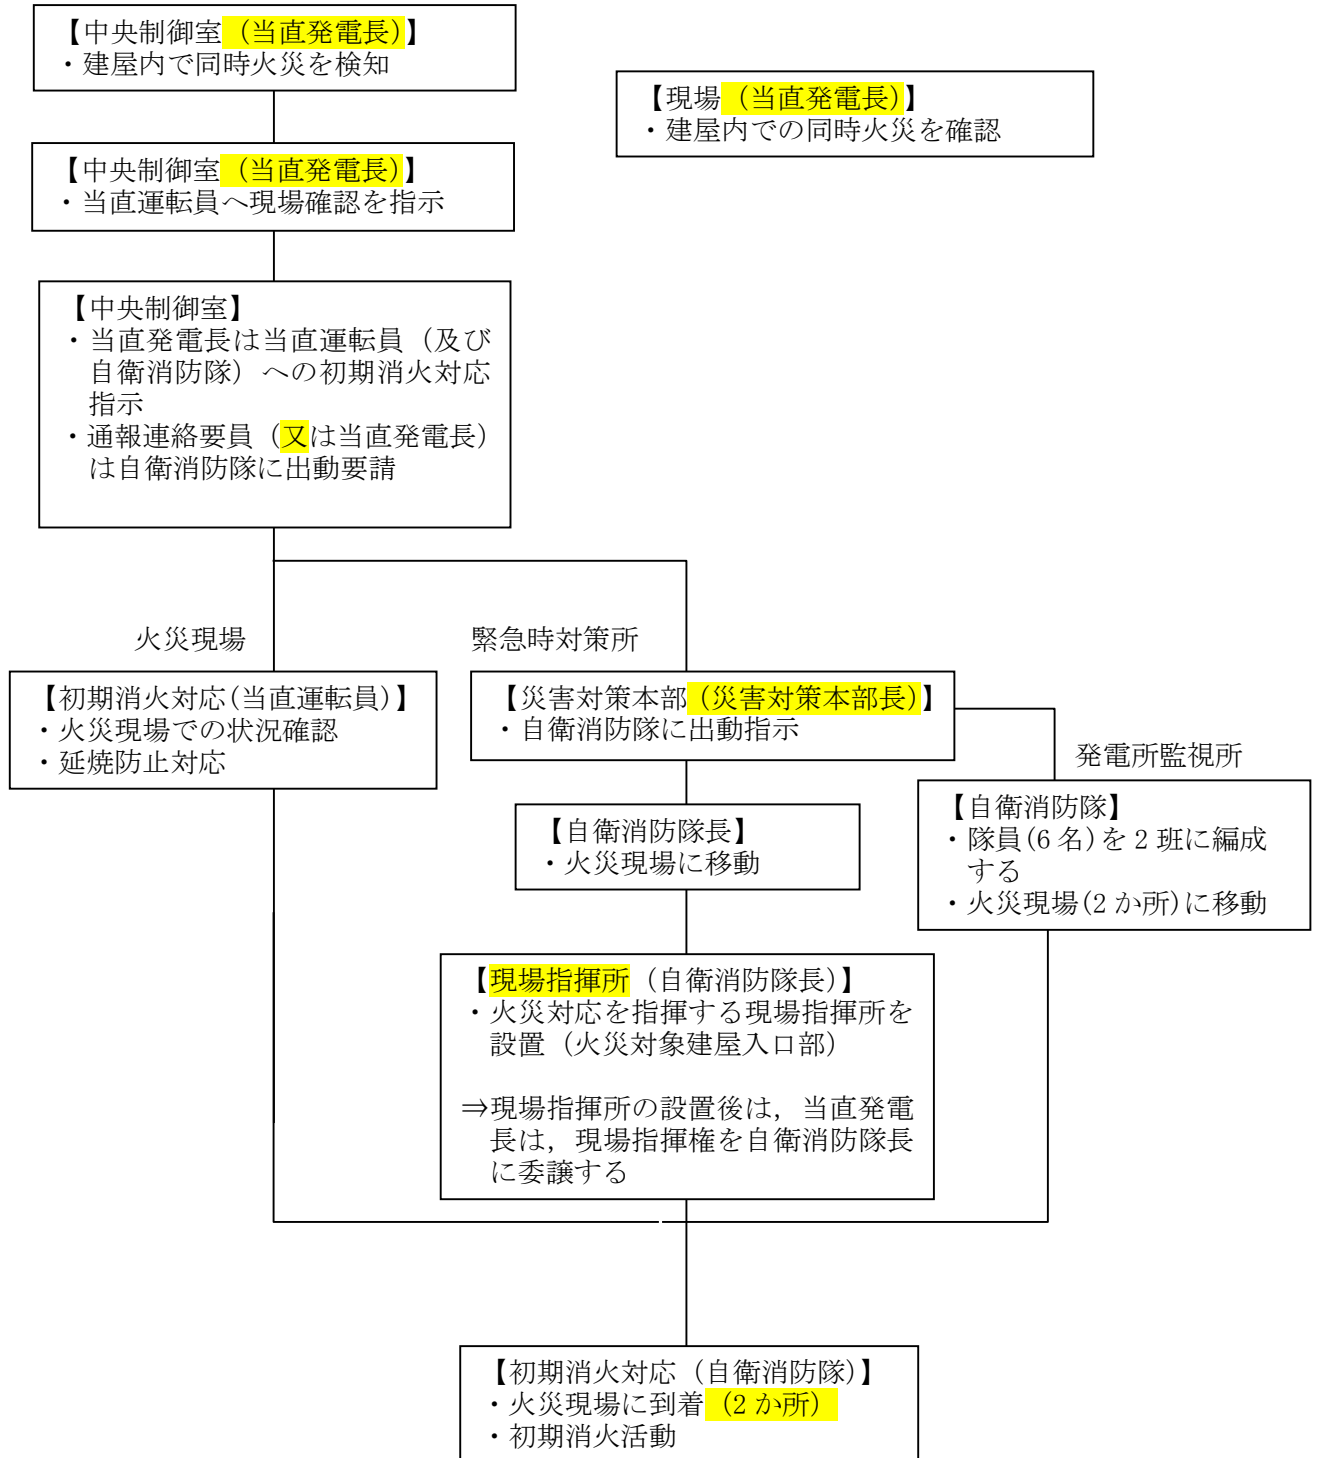 【中央制御室（当直発電長）】
・建屋内で同時火災を検知
【現場（当直発電長）】
・建屋内での同時火災を確認
【中央制御室（当直発電長）】
・当直運転員へ現場確認を指示
【中央制御室】
・当直発電長は当直運転員（及び
自衛消防隊）への初期消火対応
指示
・通報連絡要員（又は当直発電長）
は自衛消防隊に出動要請
火災現場
緊急時対策所
【初期消火対応(当直運転員)】
・火災現場での状況確認
・延焼防止対応
【災害対策本部（災害対策本部長）】
・自衛消防隊に出動指示
発電所監視所
【自衛消防隊長】
・火災現場に移動
【自衛消防隊】
・隊員(6 名)を 2 班に編成
する
・火災現場(2 か所)に移動
【現場指揮所（自衛消防隊長）】
・火災対応を指揮する現場指揮所を
設置（火災対象建屋入口部）
⇒現場指揮所の設置後は，当直発電
長は，現場指揮権を自衛消防隊長
に委譲する
【初期消火対応（自衛消防隊）】
・火災現場に到着（2 か所）
・初期消火活動